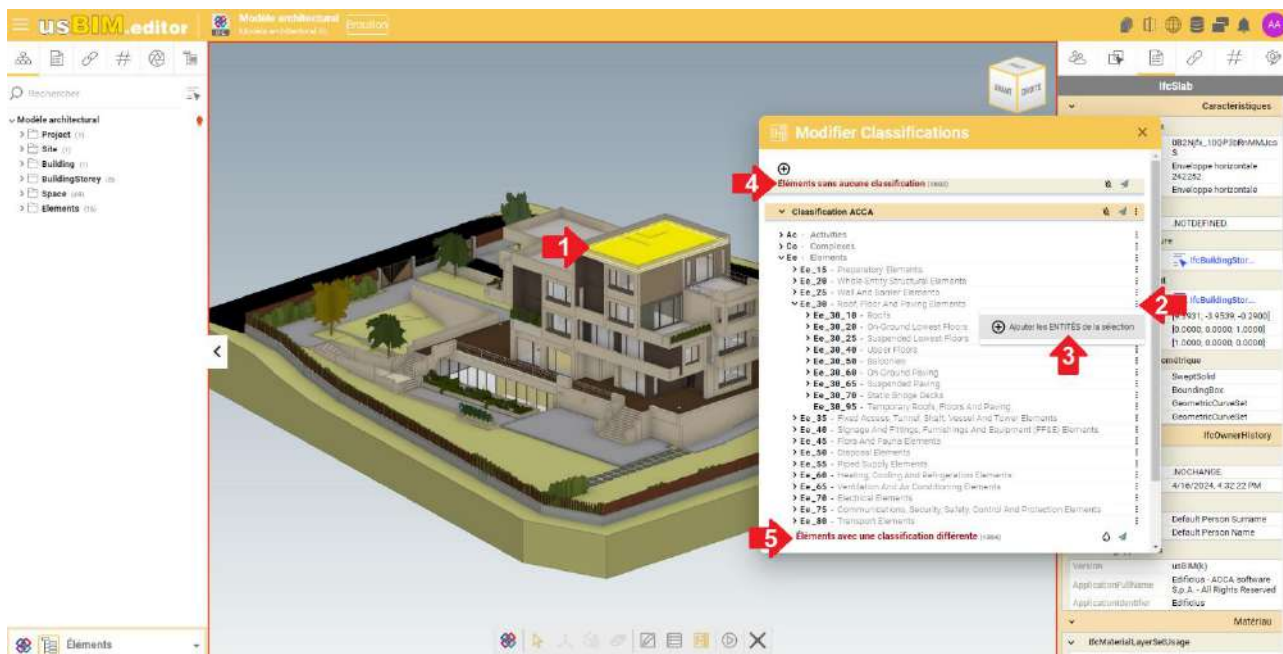 usBIM.editor
Modèle architectural
Brouillon
AA
Rechercher
Modèle architectural
Project (1)
Site (1)
Building (1)
BuildingStorey
Space
Elements
Éléments
AVANT
DROITE
1
Modifier Classifications
4
Éléments sans aucune classification
Classification ACCA
Ac - Activities
Co - Complexes
Ee - Elements
Ee_15 - Preparatory Elements
Ee_20 - Whole-Entity Structural Elements
Ee_25 - Wall And Barrier Elements
Ee_30 - Roof, Floor And Paving Elements
2
Ee_30_10 - Roofs
Ee_30_20 - On-Ground Lowest Floors
Ajouter les ENTITÉS de la sélection
Ee_30_25 - Suspended Lowest Floors
3
Ee_30_40 - Upper Floors
Ee_30_50 - Balconies
Ee_30_60 - On-Ground Paving
Ee_30_65 - Suspended Paving
Ee_30_70 - Static Bridge Decks
Ee_30_95 - Temporary Roofs, Floors And Paving
Ee_35 - Fixed Access, Tunnel, Shaft, Vessel And Tower Elements
Ee_40 - Signage And Fittings, Furnishings And Equipment (FF&E) Elements
Ee_45 - Flora And Fauna Elements
Ee_50 - Disposal Elements
Ee_55 - Piped Supply Elements
Ee_60 - Heating, Cooling And Refrigeration Elements
Ee_65 - Ventilation And Air Conditioning Elements
Ee_70 - Electrical Elements
Ee_75 - Communications, Security, Safety, Control And Protection Elements
Ee_80 - Transport Elements
5
Éléments avec une classification différente
IfcSlab
Caractéristiques
Enveloppe horizontale
242252
Enveloppe horizontale
.NOTDEFINED.
IfcBuildingStor...
IfcBuildingStor...
[0.0000, 0.0000, 1.0000]
[1.0000, 0.0000, 0.0000]
SweptSolid
BoundingBox
GeometricCurveSet
GeometricCurveSet
IfcOwnerHistory
.NOCHANGE.
4/16/2024, 4:32:22 PM
Default Person Surname
Default Person Name
Version
usBIM(k)
ApplicationFullName
Edificius - ACCA software
S.p.A. - All Rights Reserved
ApplicationIdentifier
Edificius
Matériau
IfcMaterialLayerSetUsage